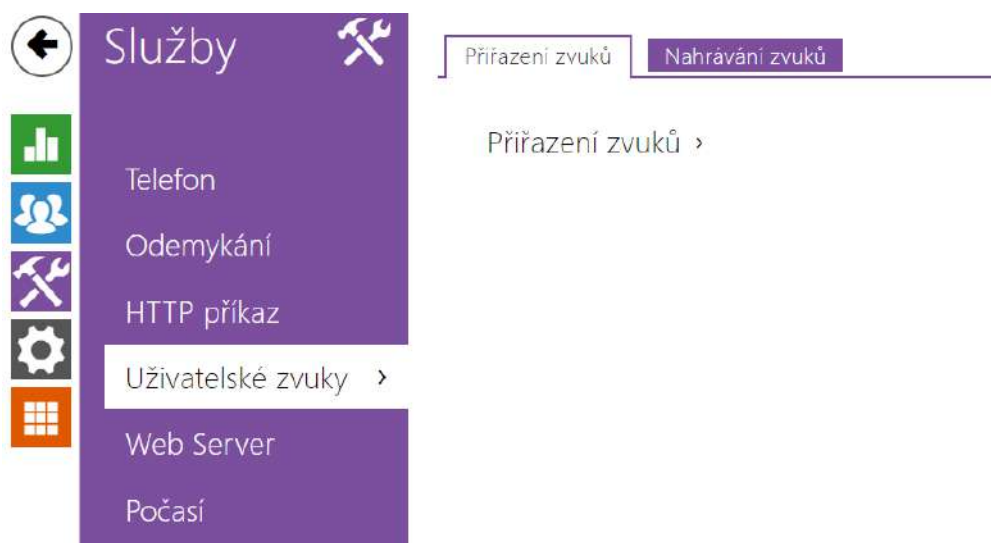 Služby
Přiřazení zvuků
Nahrávání zvuků
Přiřazení zvuků ›
Telefon
Odemykání
HTTP příkaz
Uživatelské zvuky ›
Web Server
Počasí